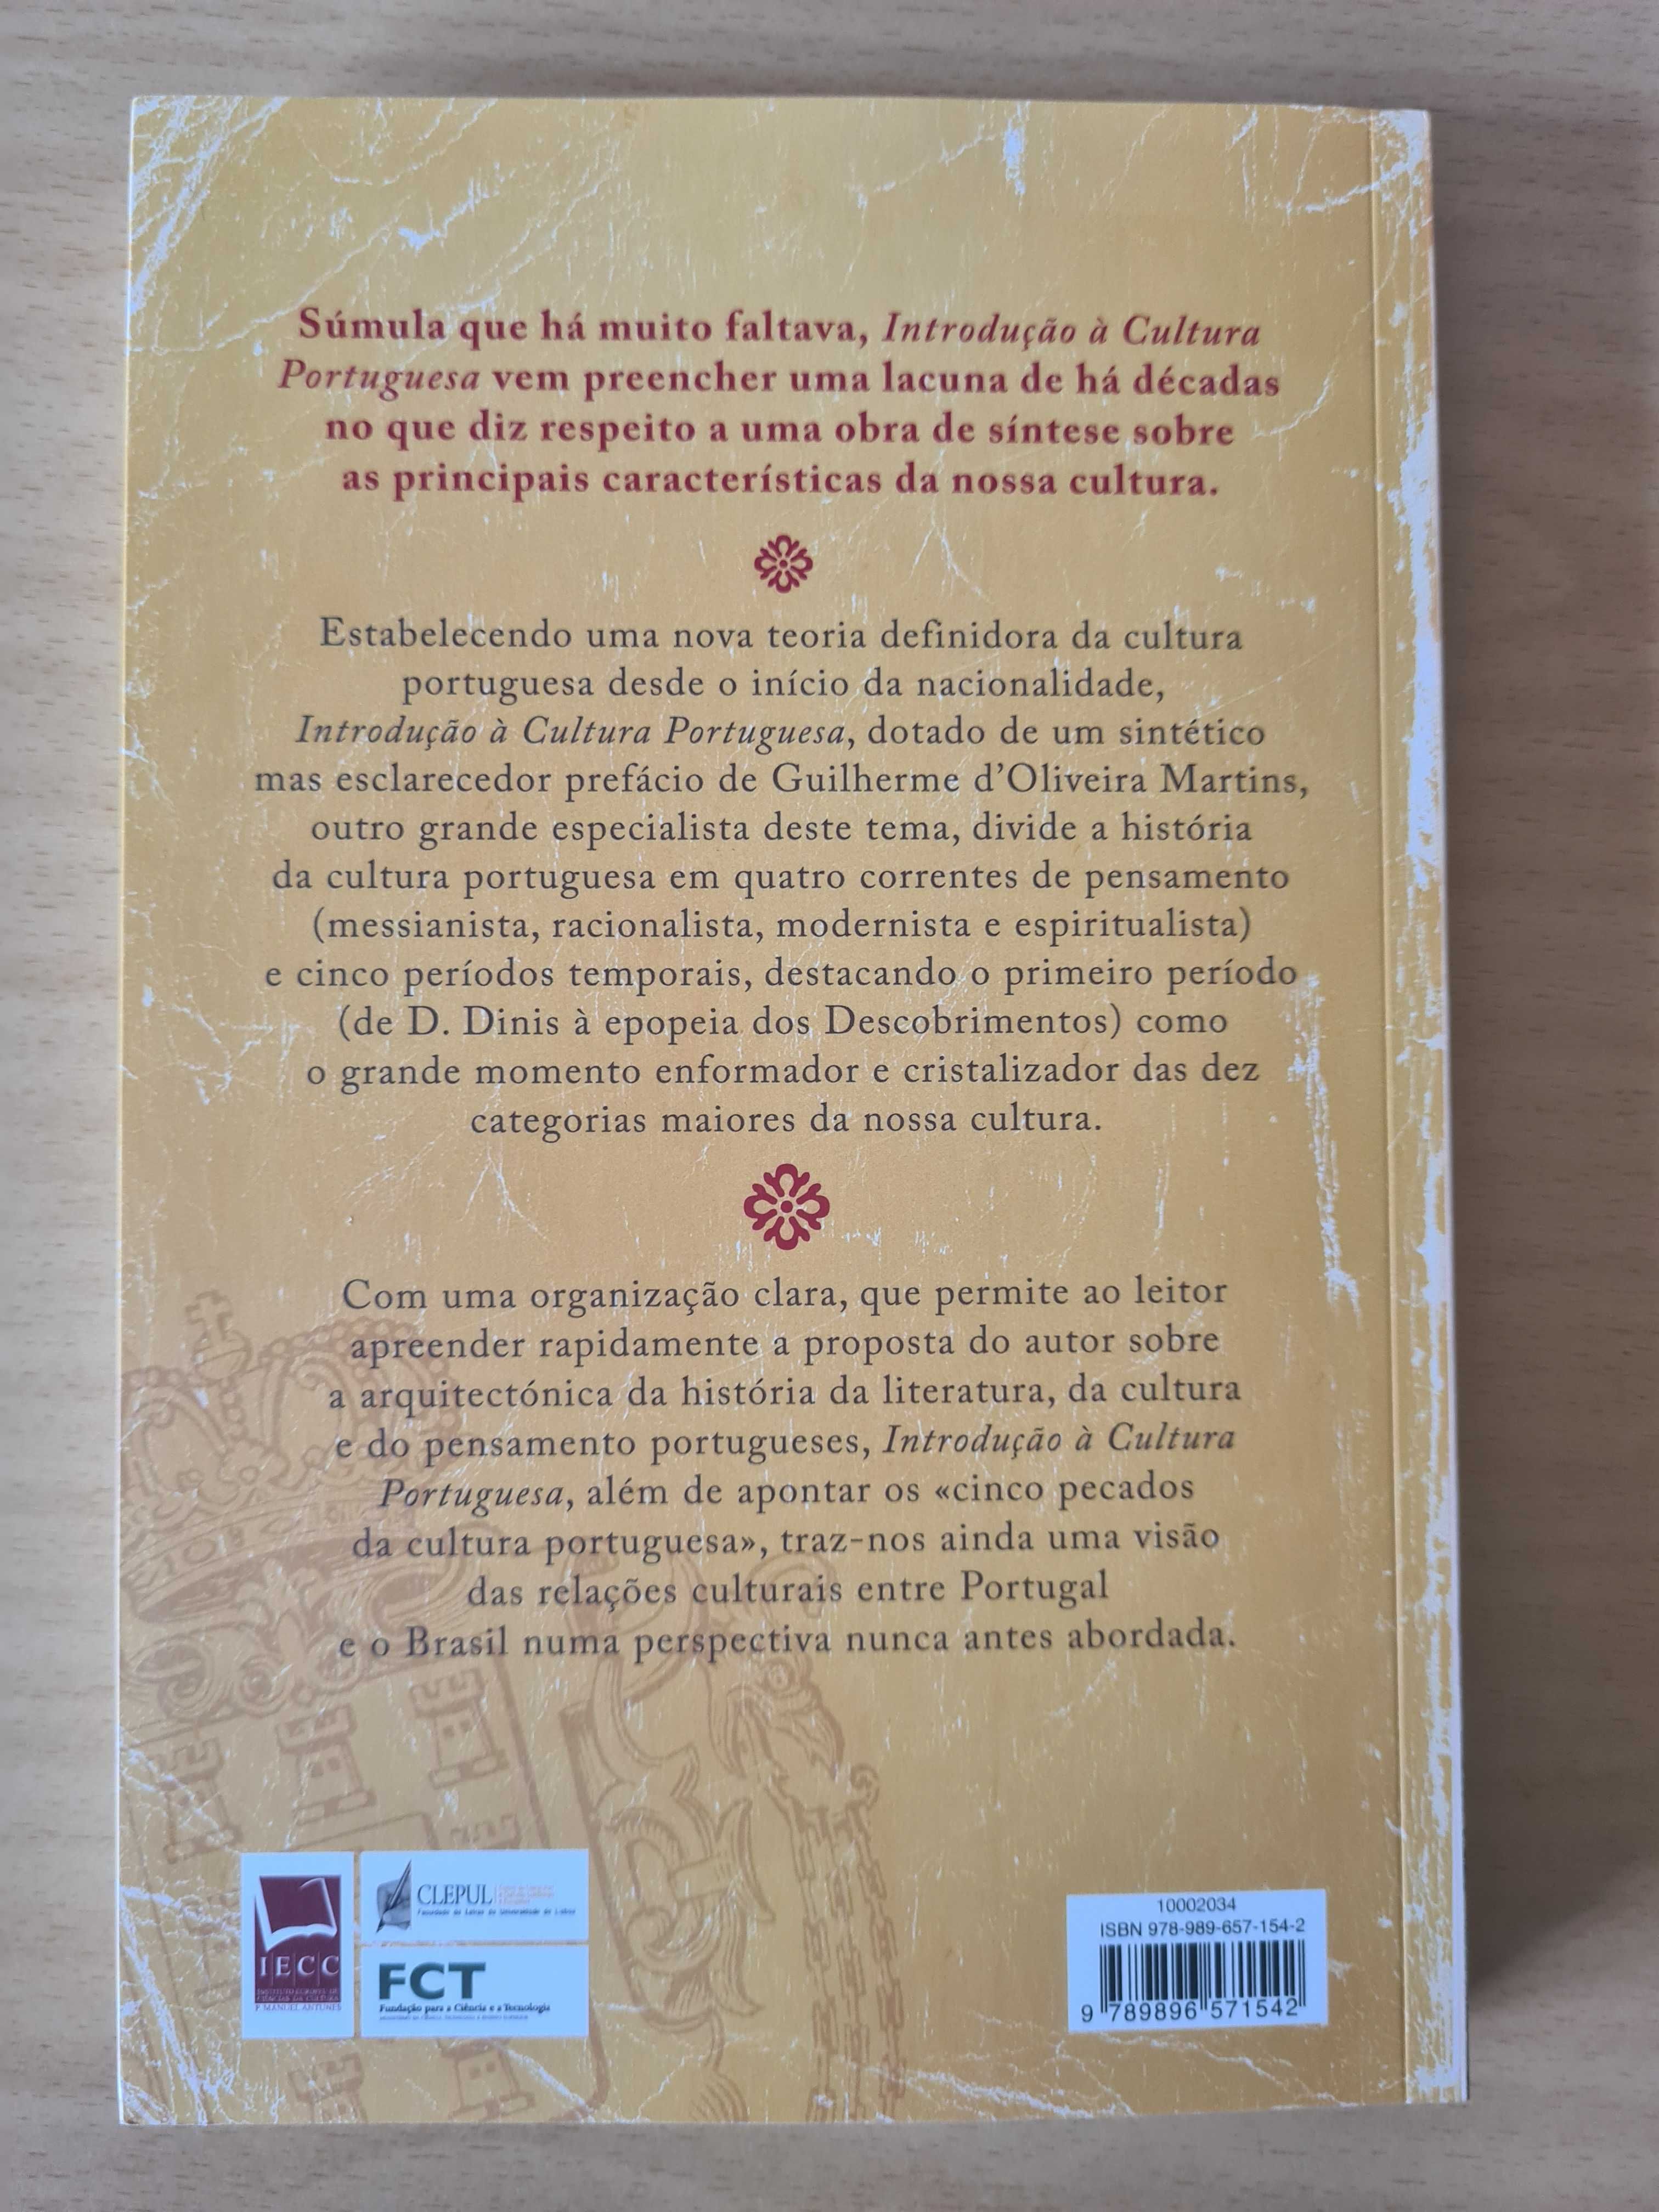 Súmula que há muito faltava, Introdução à Cultura
Portuguesa vem preencher uma lacuna de há décadas
no que diz respeito a uma obra de síntese sobre
as principais características da nossa cultura.
Estabelecendo uma nova teoria definidora da cultura
portuguesa desde o início da nacionalidade,
Introdução à Cultura Portuguesa, dotado de um sintético
mas esclarecedor prefácio de Guilherme d'Oliveira Martins,
outro grande especialista deste tema, divide a história
da cultura portuguesa em quatro correntes de pensamento
(messianista, racionalista, modernista e espiritualista)
e cinco períodos temporais, destacando o primeiro período
(de D. Dinis à epopeia dos Descobrimentos) como
o grande momento enformador e cristalizador das dez
categorias maiores da nossa cultura.
Com uma organização clara, que permite ao leitor
apreender rapidamente a proposta do autor sobre
a arquitectónica da história da literatura, da cultura
e do pensamento portugueses, Introdução à Cultura
Portuguesa, além de apontar os «cinco pecados
da cultura portuguesa», traz-nos ainda uma visão
das relações culturais entre Portugal
e o Brasil numa perspectiva nunca antes abordada.
IECC
P. MANUEL ANTUNES
CLEPUL
Faculdade de Letras da Universidade de Lisboa
FCT
Fundação para a Ciência e a Tecnologia
10002034
ISBN 978-989-657-154-2
9 789896 571542